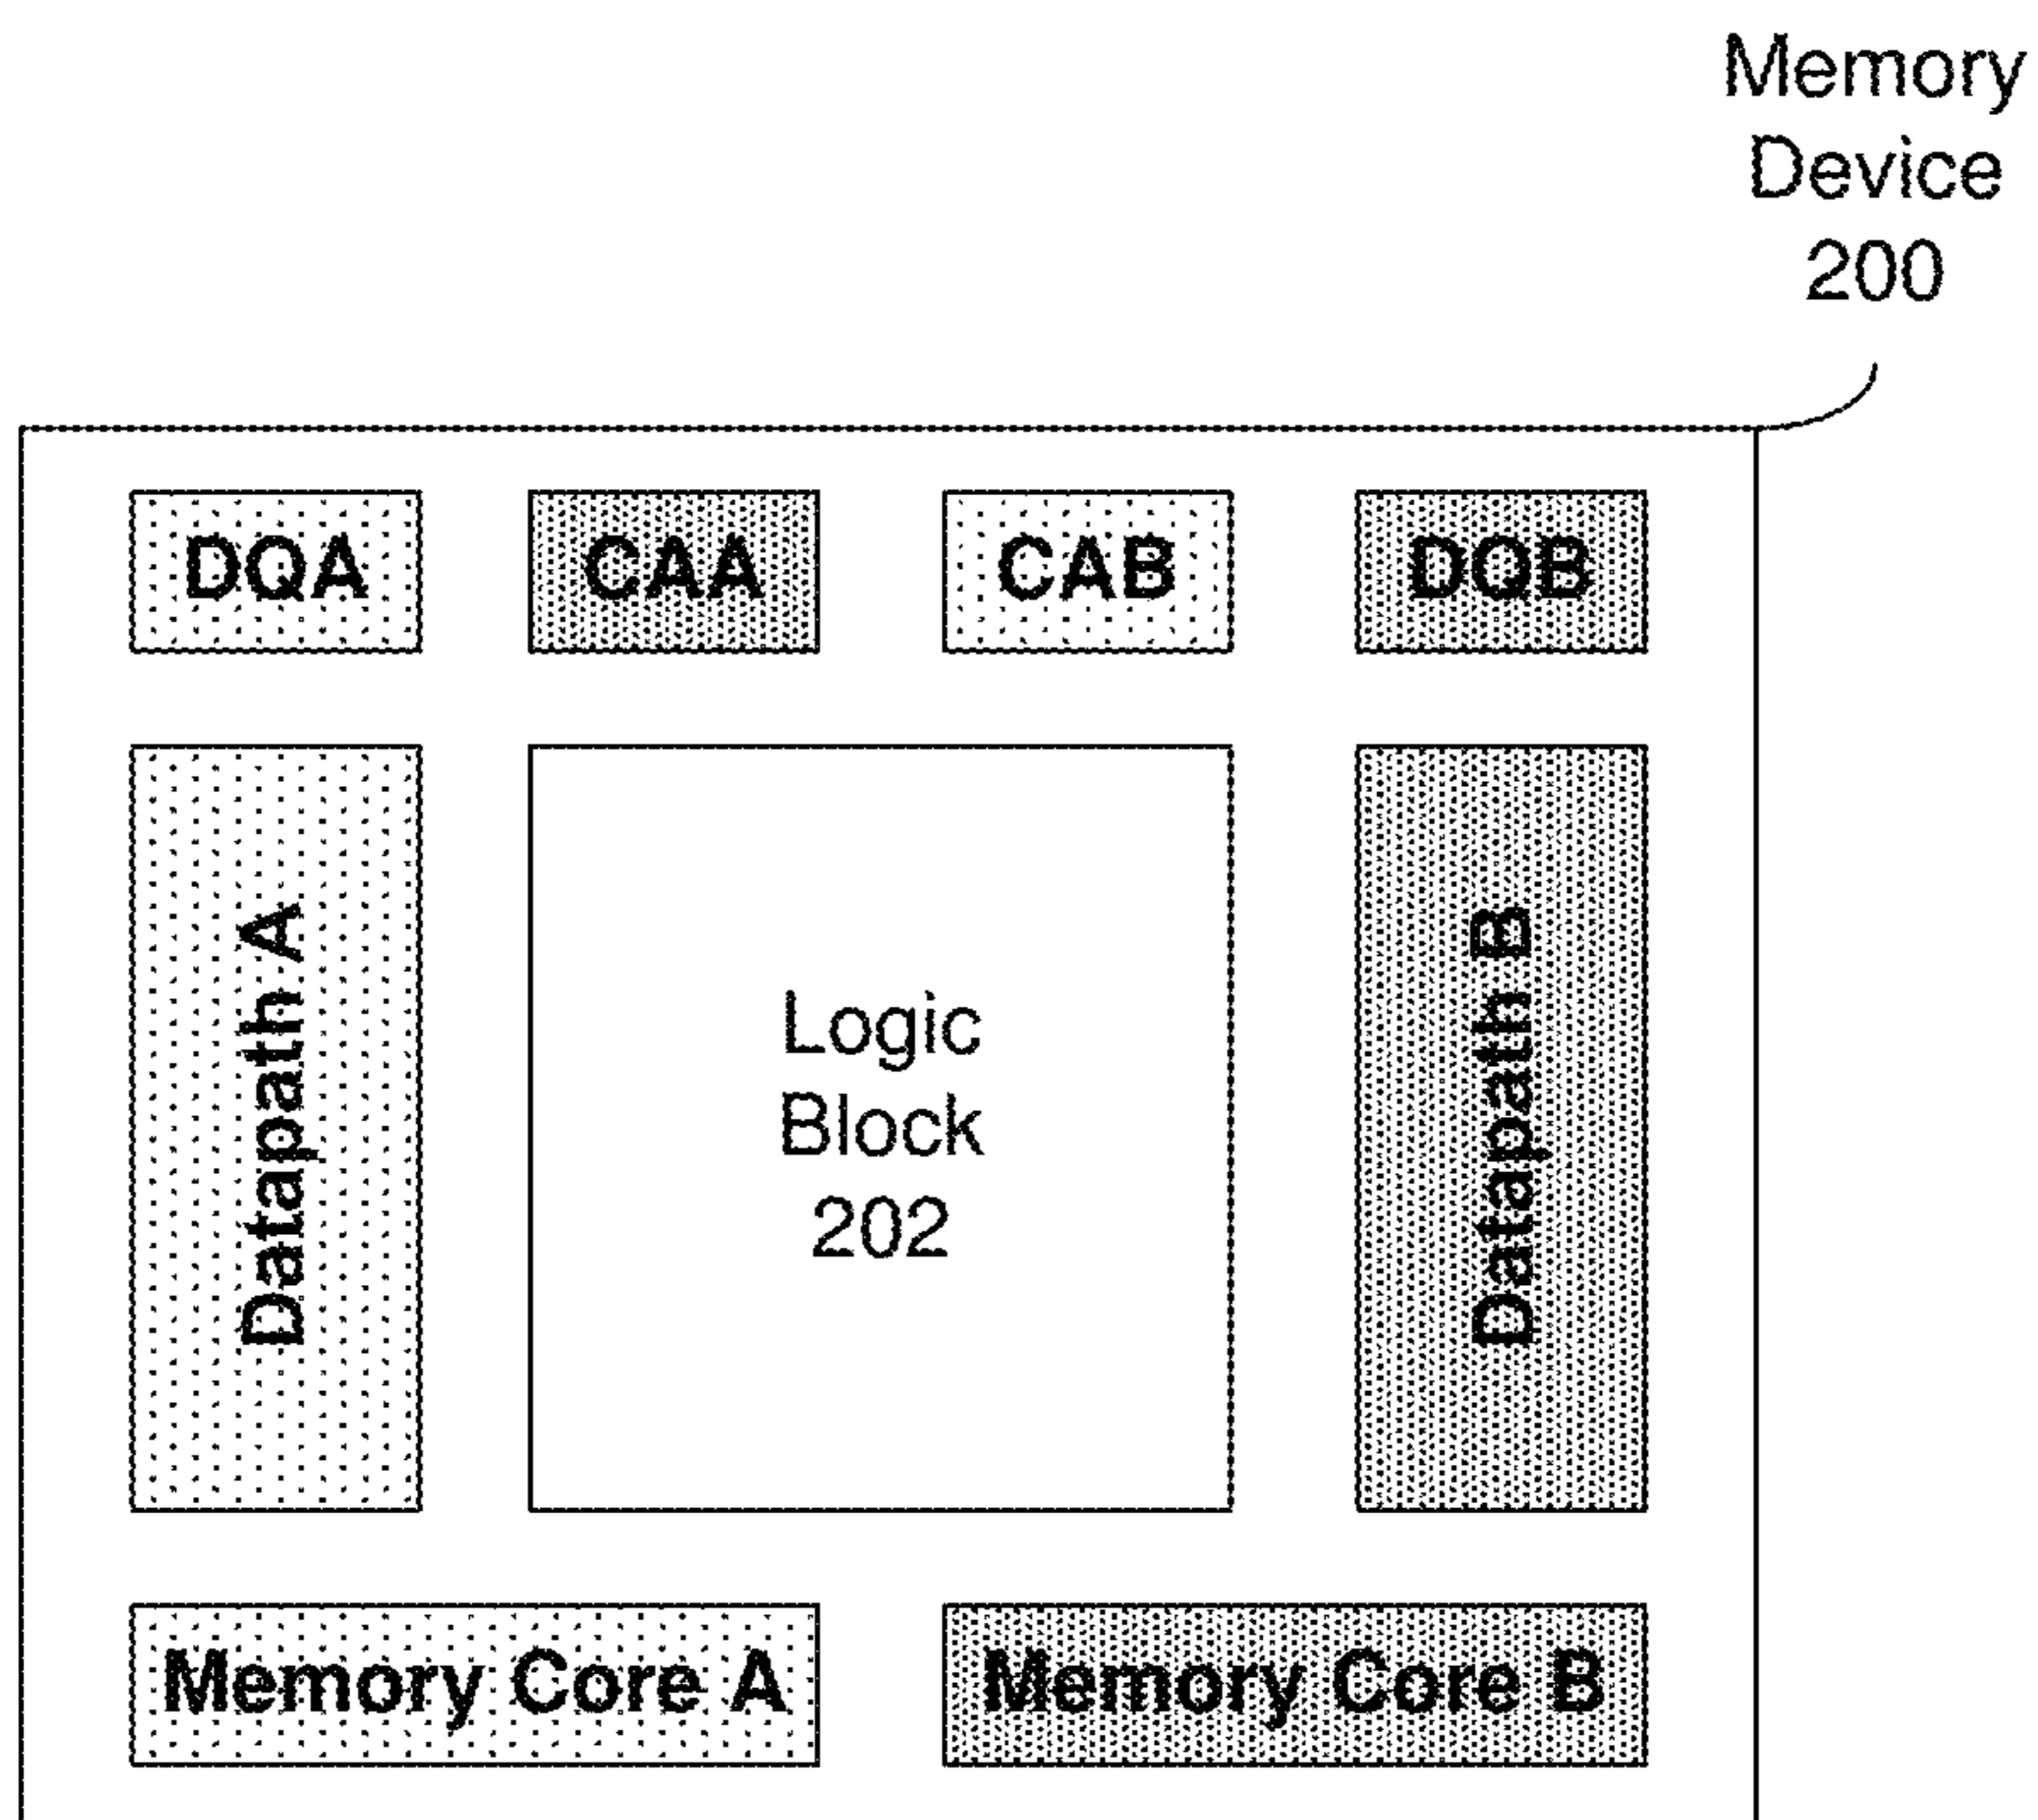 Memory
Device
200
DQA
CAA
CAB
DQB
Datapath A
Logic
Block
202
Datapath B
Memory Core A
Memory Core B